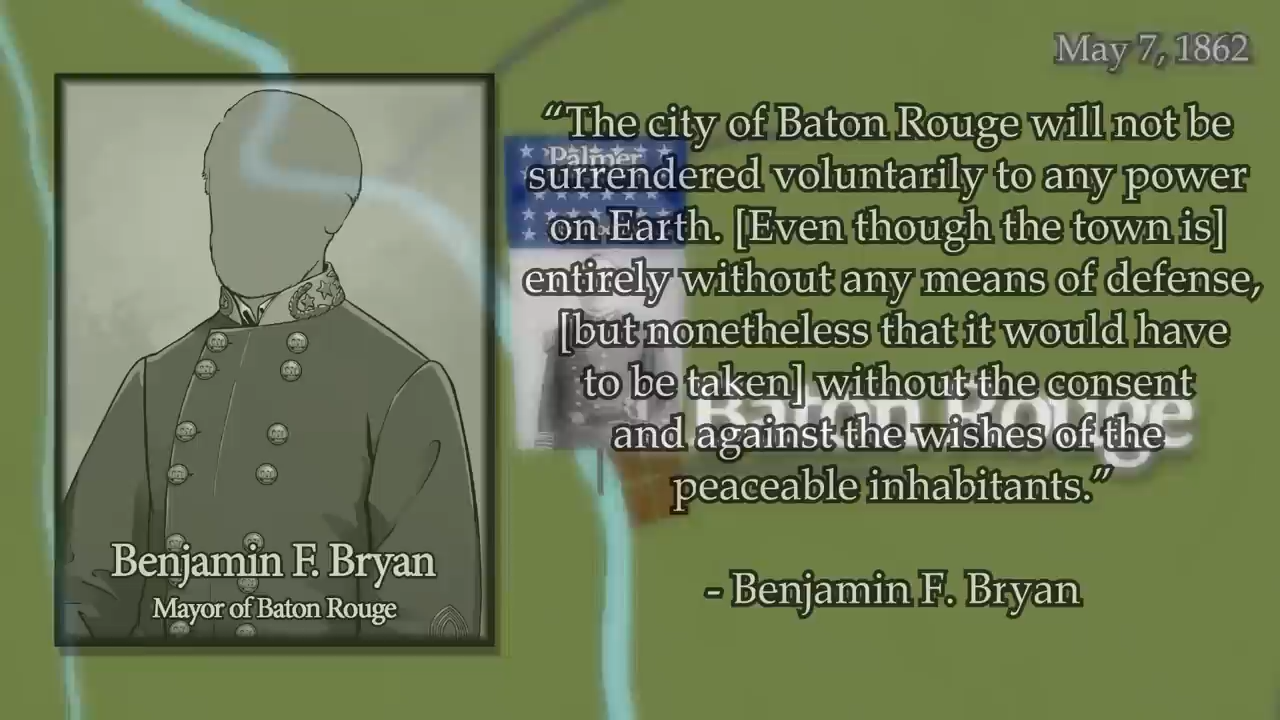 May 7, 1862
“The city of Baton Rouge will not be
surrendered voluntarily to any power
on Earth. [Even though the town is]
entirely without any means of defense,
[but nonetheless that it would have
to be taken] without the consent
and against the wishes of the
peaceable inhabitants.”
- Benjamin F. Bryan
Palmer
Baton Rouge
Benjamin F. Bryan
Mayor of Baton Rouge